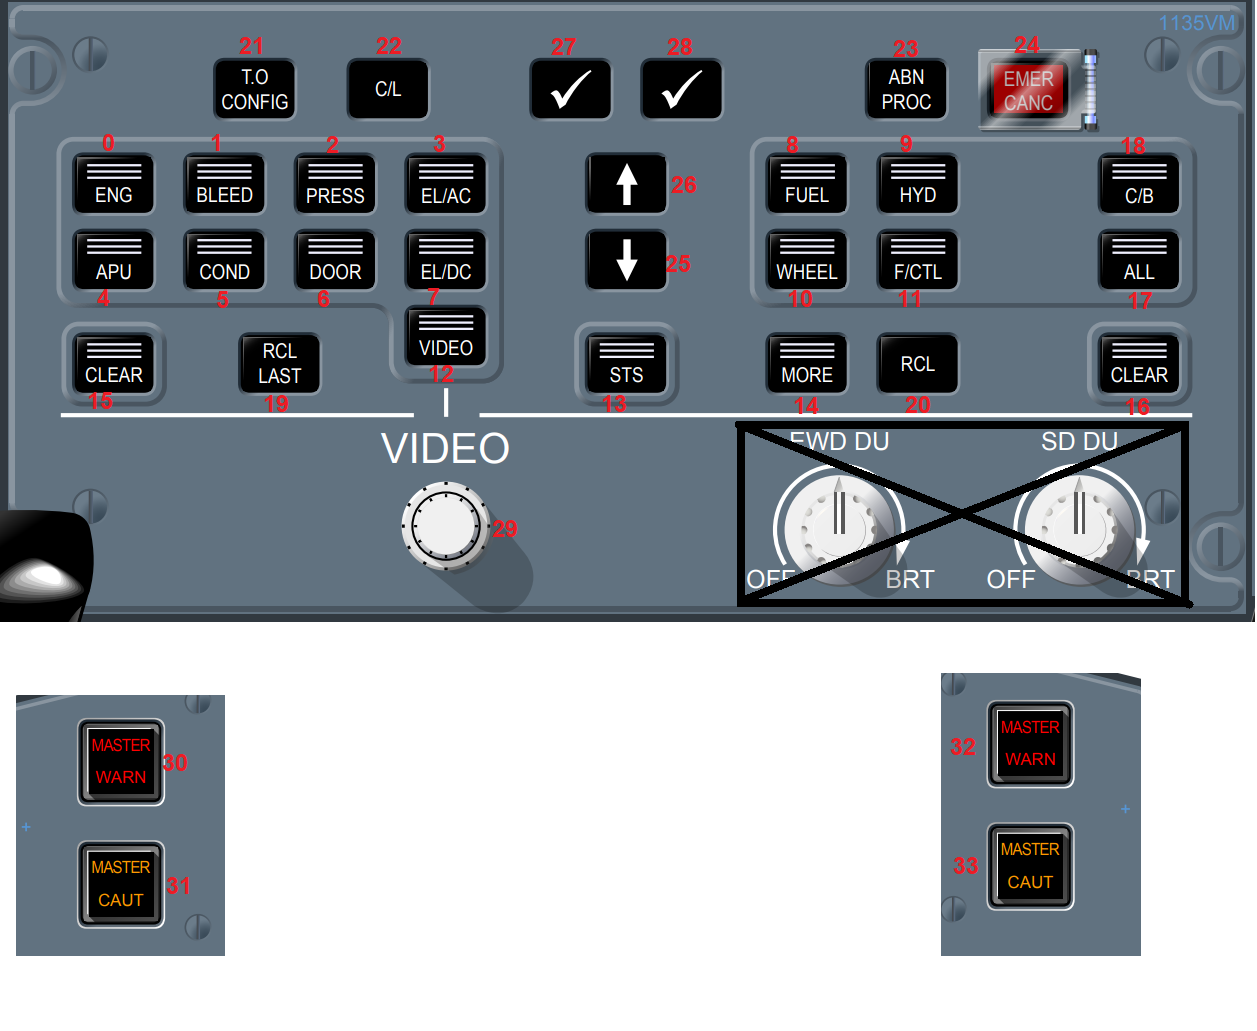 1135VM
21 22 27 28 23 24
T.O
CONFIG
C/L
ABN
PROC
EMER
CANC
0 1 2 3 8 9 18
ENG BLEED PRESS EL/AC 26 FUEL HYD C/B
APU COND DOOR EL/DC 25 WHEEL F/CTL ALL
4 5 6 7 10 11 17
VIDEO
CLEAR
RCL
LAST
STS MORE RCL CLEAR
15 19 12 13 14 20 16
VIDEO
EWD DU SD DU
29
OFF BRT OFF BRT
MASTER
WARN
30
MASTER
CAUT
31
32
MASTER
WARN
33
MASTER
CAUT